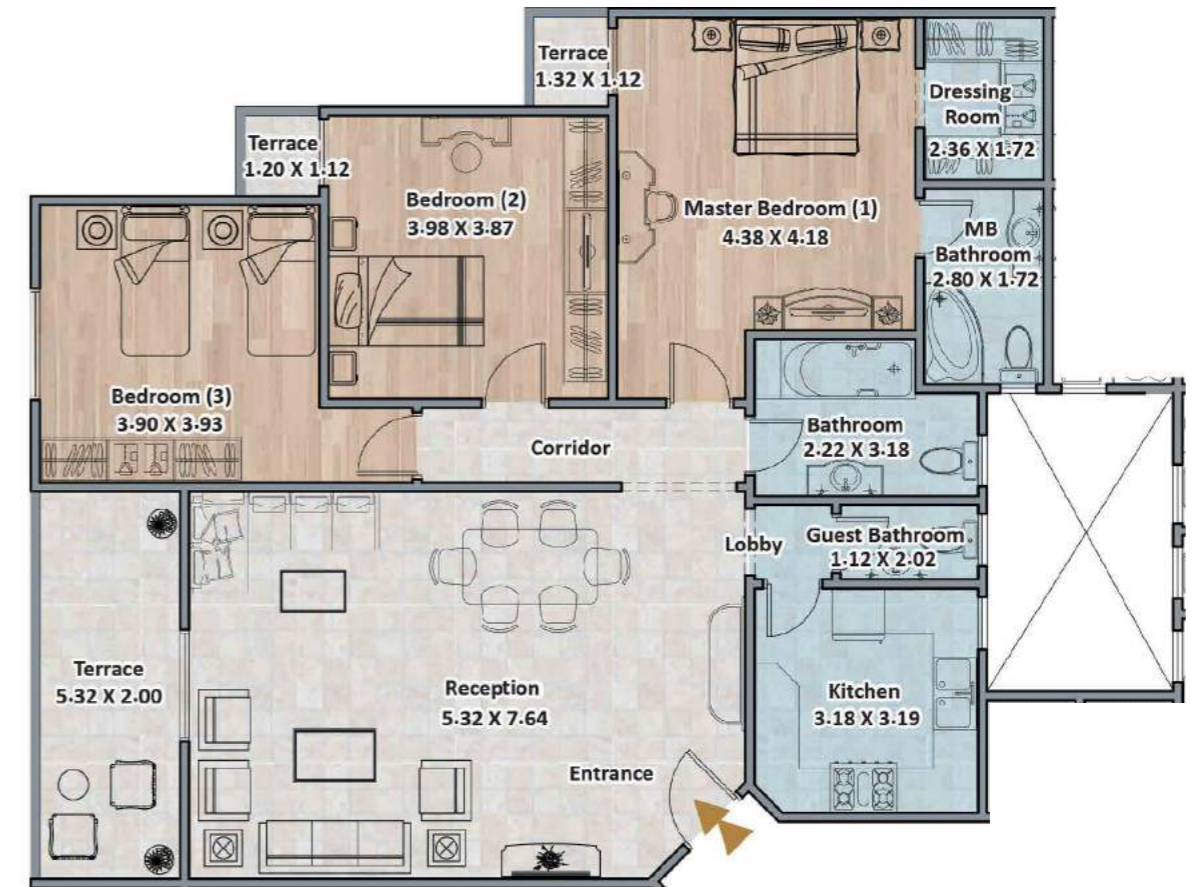 Terrace
1.32 X 1.12
Dressing
Room
2.36 X 1.72
Terrace
1.20 X 1.12
Bedroom (2)
3.98 X 3.87
Master Bedroom (1)
4.38 X 4.18
MB
Bathroom
2.80 X 1.72
Bedroom (3)
3.90 X 3.93
Corridor
Bathroom
2.22 X 3.18
Lobby
Guest Bathroom
1.12 X 2.02
Terrace
5.32 X 2.00
Reception
5.32 X 7.64
Kitchen
3.18 X 3.19
Entrance